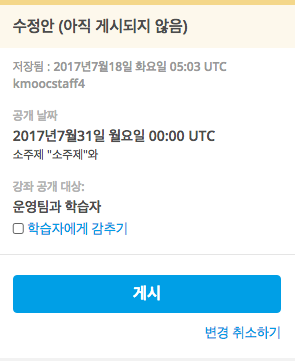 수정안 (아직 게시되지 않음)
저장됨 : 2017년7월18일 화요일 05:03 UTC
kmoocstaff4
공개 날짜
2017년7월31일 월요일 00:00 UTC
소주제 "소주제"와
강좌 공개 대상:
운영팀과 학습자
학습자에게 감추기
게시
변경 취소하기